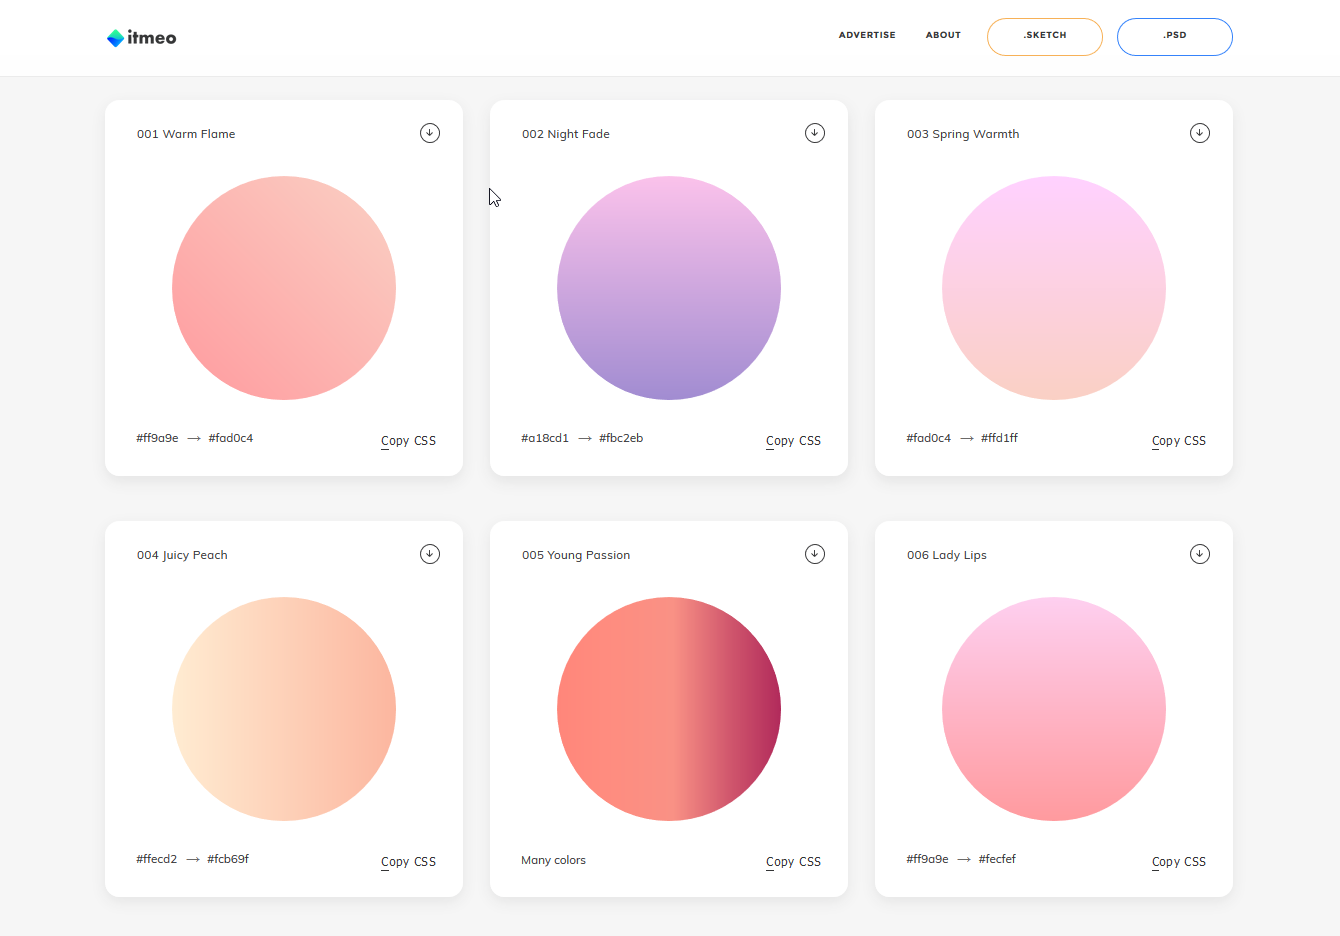 itmeo
ADVERTISE
ABOUT
.SKETCH
.PSD
001 Warm Flame
#ff9a9e → #fad0c4
Copy CSS
002 Night Fade
#a18cd1 → #fbc2eb
Copy CSS
003 Spring Warmth
#fad0c4 → #ffd1ff
Copy CSS
004 Juicy Peach
#ffecd2 → #fcb69f
Copy CSS
005 Young Passion
Many colors
Copy CSS
006 Lady Lips
#ff9a9e → #fecfef
Copy CSS